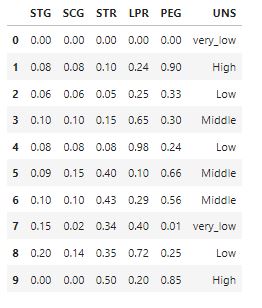 STG SCG STR LPR PEG UNS
0 0.00 0.00 0.00 0.00 0.00 very_low
1 0.08 0.08 0.10 0.24 0.90 High
2 0.06 0.06 0.05 0.25 0.33 Low
3 0.10 0.10 0.15 0.65 0.30 Middle
4 0.08 0.08 0.08 0.98 0.24 Low
5 0.09 0.15 0.40 0.10 0.66 Middle
6 0.10 0.10 0.43 0.29 0.56 Middle
7 0.15 0.02 0.34 0.40 0.01 very_low
8 0.20 0.14 0.35 0.72 0.25 Low
9 0.00 0.00 0.50 0.20 0.85 High